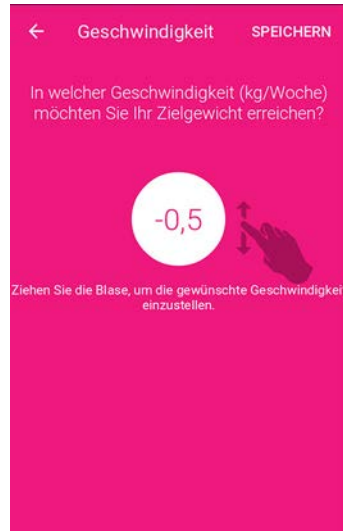 Geschwindigkeit SPEICHERN
In welcher Geschwindigkeit (kg/Woche)
möchten Sie Ihr Zielgewicht erreichen?
-0,5
Ziehen Sie die Blase, um die gewünschte Geschwindigkei
einzustellen.